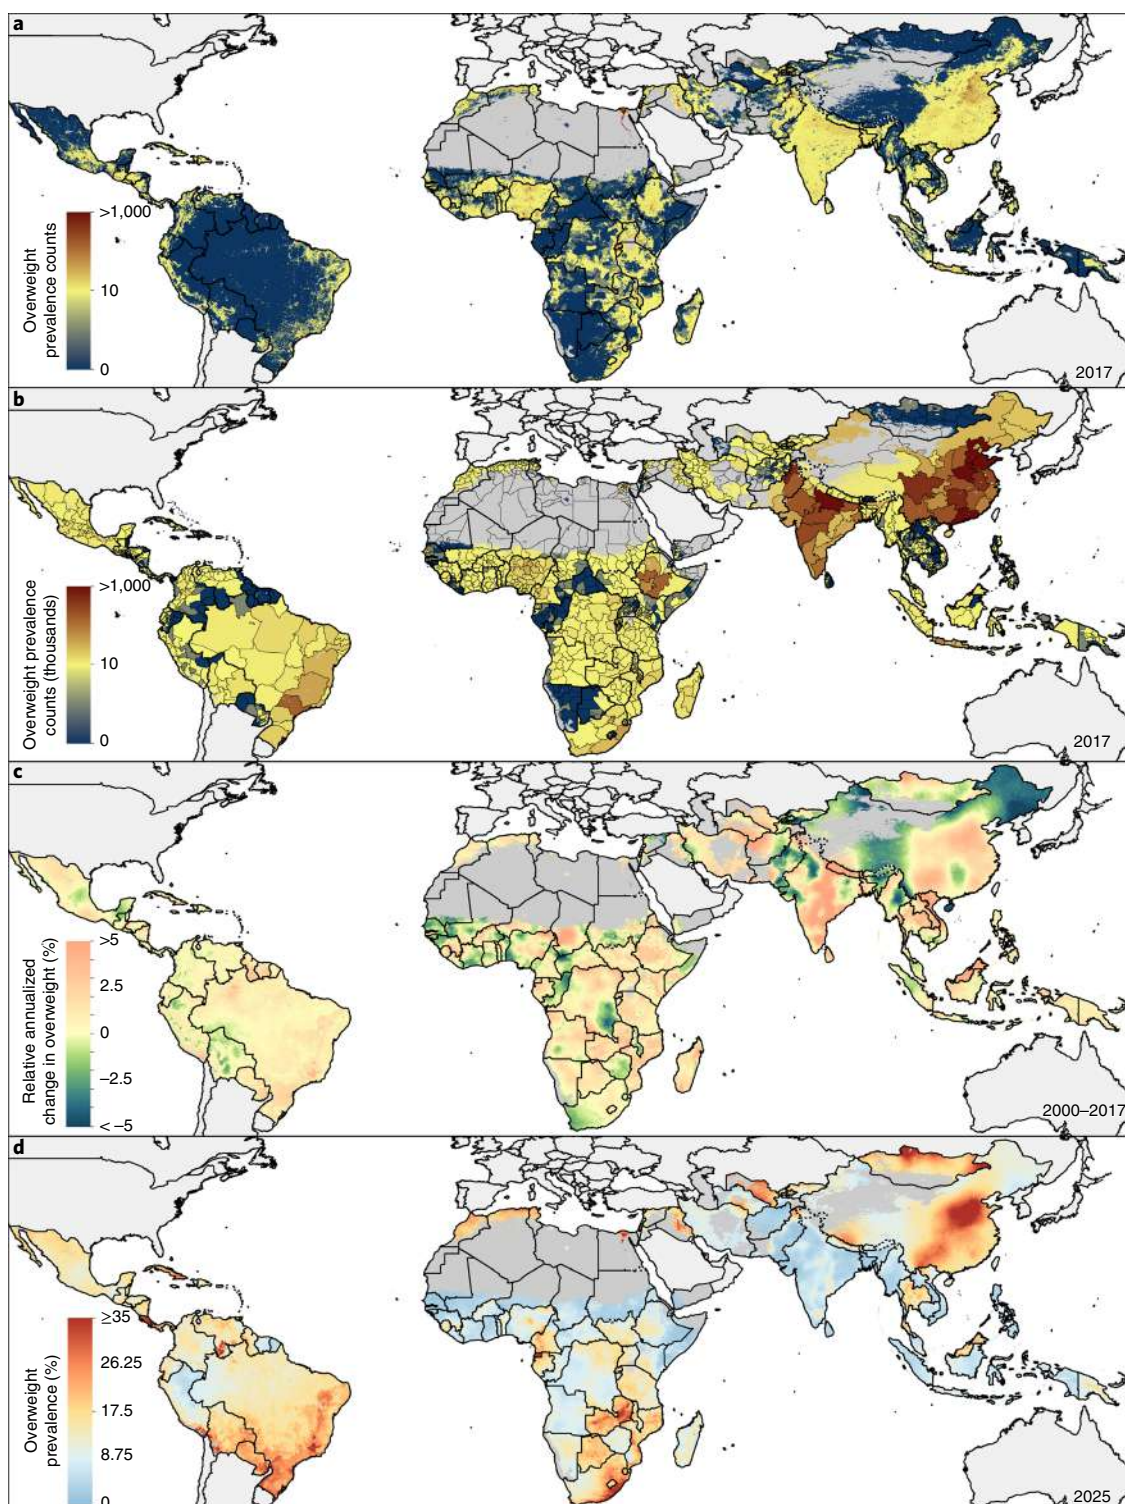 a
>1,000
10
0
Overweight
prevalence counts
2017
b
>1,000
10
0
Overweight prevalence
counts (thousands)
2017
c
>5
2.5
0
–2.5
< –5
Relative annualized
change in overweight (%)
2000–2017
d
≥35
26.25
17.5
8.75
0
Overweight
prevalence (%)
2025